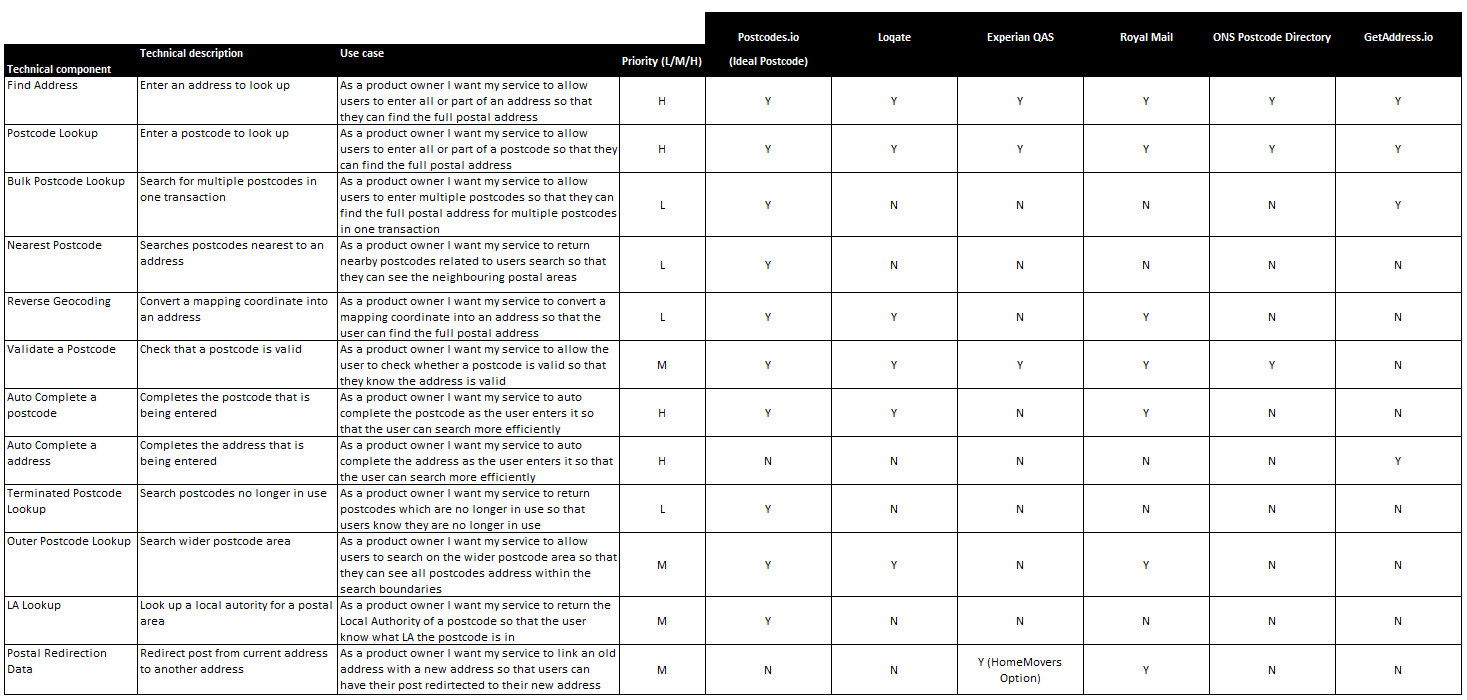 Postcodes.io Loqate Experian QAS Royal Mail ONS Postcode Directory GetAddress.io
(Ideal Postcode)
Technical component Technical description Use case Priority (L/M/H)
Find Address Enter an address to look up As a product owner I want my service to allow
users to enter all or part of an address so that
they can find the full postal address
H Y Y Y Y Y Y
Postcode Lookup Enter a postcode to look up As a product owner I want my service to allow
users to enter all or part of a postcode so that they
can find the full postal address
H Y Y Y Y Y Y
Bulk Postcode Lookup Search for multiple postcodes in
one transaction
As a product owner I want my service to allow
users to enter multiple postcodes so that they can
find the full postal address for multiple postcodes
in one transaction
L Y N N N N Y
Nearest Postcode Searches postcodes nearest to an
address
As a product owner I want my service to return
nearby postcodes related to users search so that
they can see the neighbouring postal areas
L Y N N N N N
Reverse Geocoding Convert a mapping coordinate into
an address
As a product owner I want my service to convert a
mapping coordinate into an address so that the
user can find the full postal address
L Y Y N Y N N
Validate a Postcode Check that a postcode is valid As a product owner I want my service to allow the
user to check whether a postcode is valid so that
they know the address is valid
M Y Y Y Y Y N
Auto Complete a
postcode
Completes the postcode that is
being entered
As a product owner I want my service to auto
complete the postcode as the user enters it so
that the user can search more efficiently
H Y Y N Y N N
Auto Complete a
address
Completes the address that is
being entered
As a product owner I want my service to auto
complete the address as the user enters it so that
the user can search more efficiently
H N N N N N Y
Terminated Postcode
Lookup
Search postcodes no longer in use
As a product owner I want my service to return
postcodes which are no longer in use so that
users know they are no longer in use
L Y N N N N N
Outer Postcode Lookup Search wider postcode area As a product owner I want my service to allow
users to search on the wider postcode area so that
they can see all postcodes address within the
search boundaries
M Y Y N Y N N
LA Lookup Look up a local autority for a postal
area
As a product owner I want my service to return the
Local Authority of a postcode so that the user
know what LA the postcode is in
M Y N N N N N
Postal Redirection
Data
Redirect post from current address
to another address
As a product owner I want my service to link an old
address with a new address so that users can
have their post redirtected to their new address
M N N Y (HomeMovers
Option) Y N N